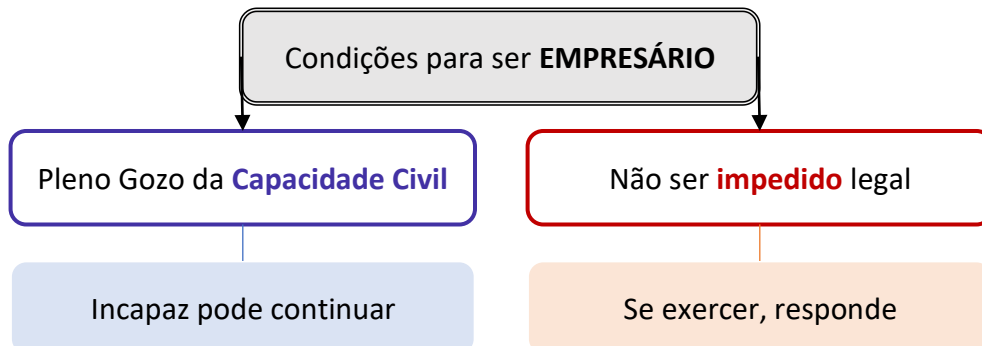 Condições para ser EMPRESÁRIO
Pleno Gozo da Capacidade Civil
Não ser impedido legal
Incapaz pode continuar
Se exercer, responde